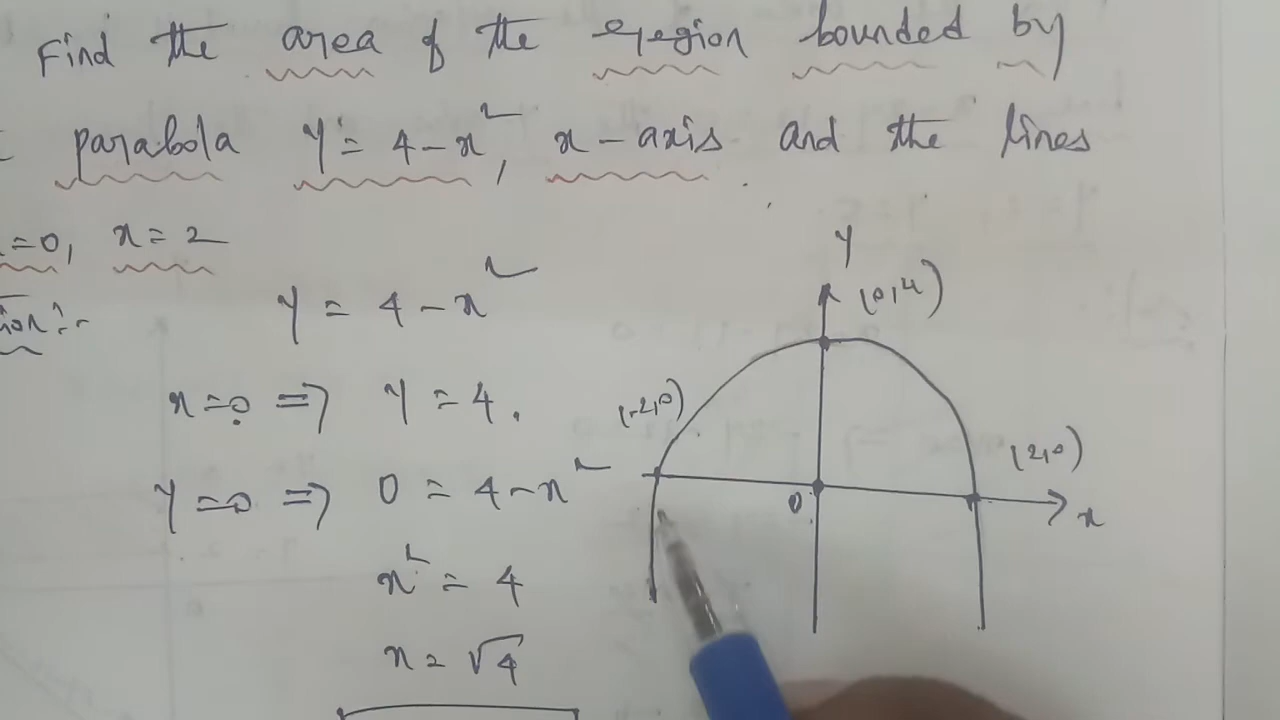 Find the area of the region bounded by
parabola y = 4 - x², x-axis and the lines
=0, x = 2
y = 4 - x²
x = 0 ⇒ y = 4.
y = 0 ⇒ 0 = 4 - x²
x² = 4
x = √4
Y
(0,4)
(-2,0)
(2,0)
0
x